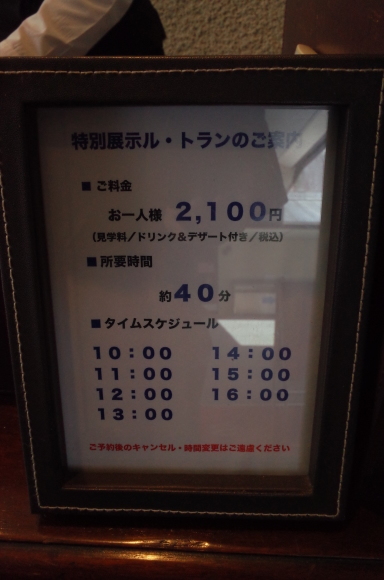 特別展示ル・トランのご案内
■ ご料金
お一人様 2,100円
(見学料／ドリンク&デザート付き／税込)
■ 所要時間
約40分
■ タイムスケジュール
10：00 14：00
11：00 15：00
12：00 16：00
13：00
ご予約後のキャンセル・時間変更はご遠慮ください